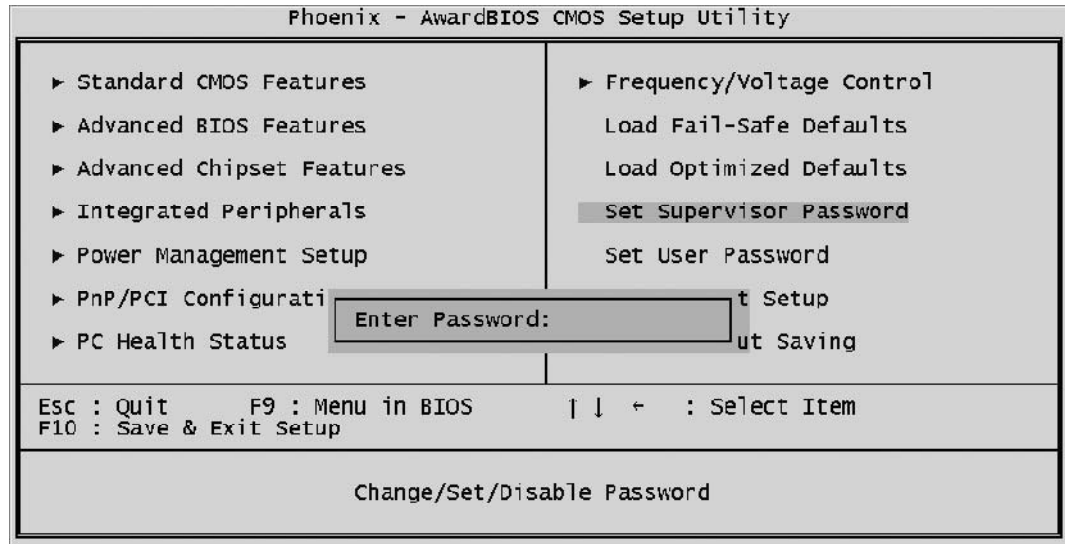 Phoenix - AwardBIOS CMOS Setup Utility
▶ Standard CMOS Features
▶ Advanced BIOS Features
▶ Advanced Chipset Features
▶ Integrated Peripherals
▶ Power Management Setup
▶ PnP/PCI Configurati
▶ PC Health Status
▶ Frequency/Voltage Control
Load Fail-Safe Defaults
Load Optimized Defaults
Set Supervisor Password
Set User Password
t Setup
ut Saving
Enter Password:
Esc : Quit F9 : Menu in BIOS ↑ ↓ ← : Select Item
F10 : Save & Exit Setup
Change/Set/Disable Password